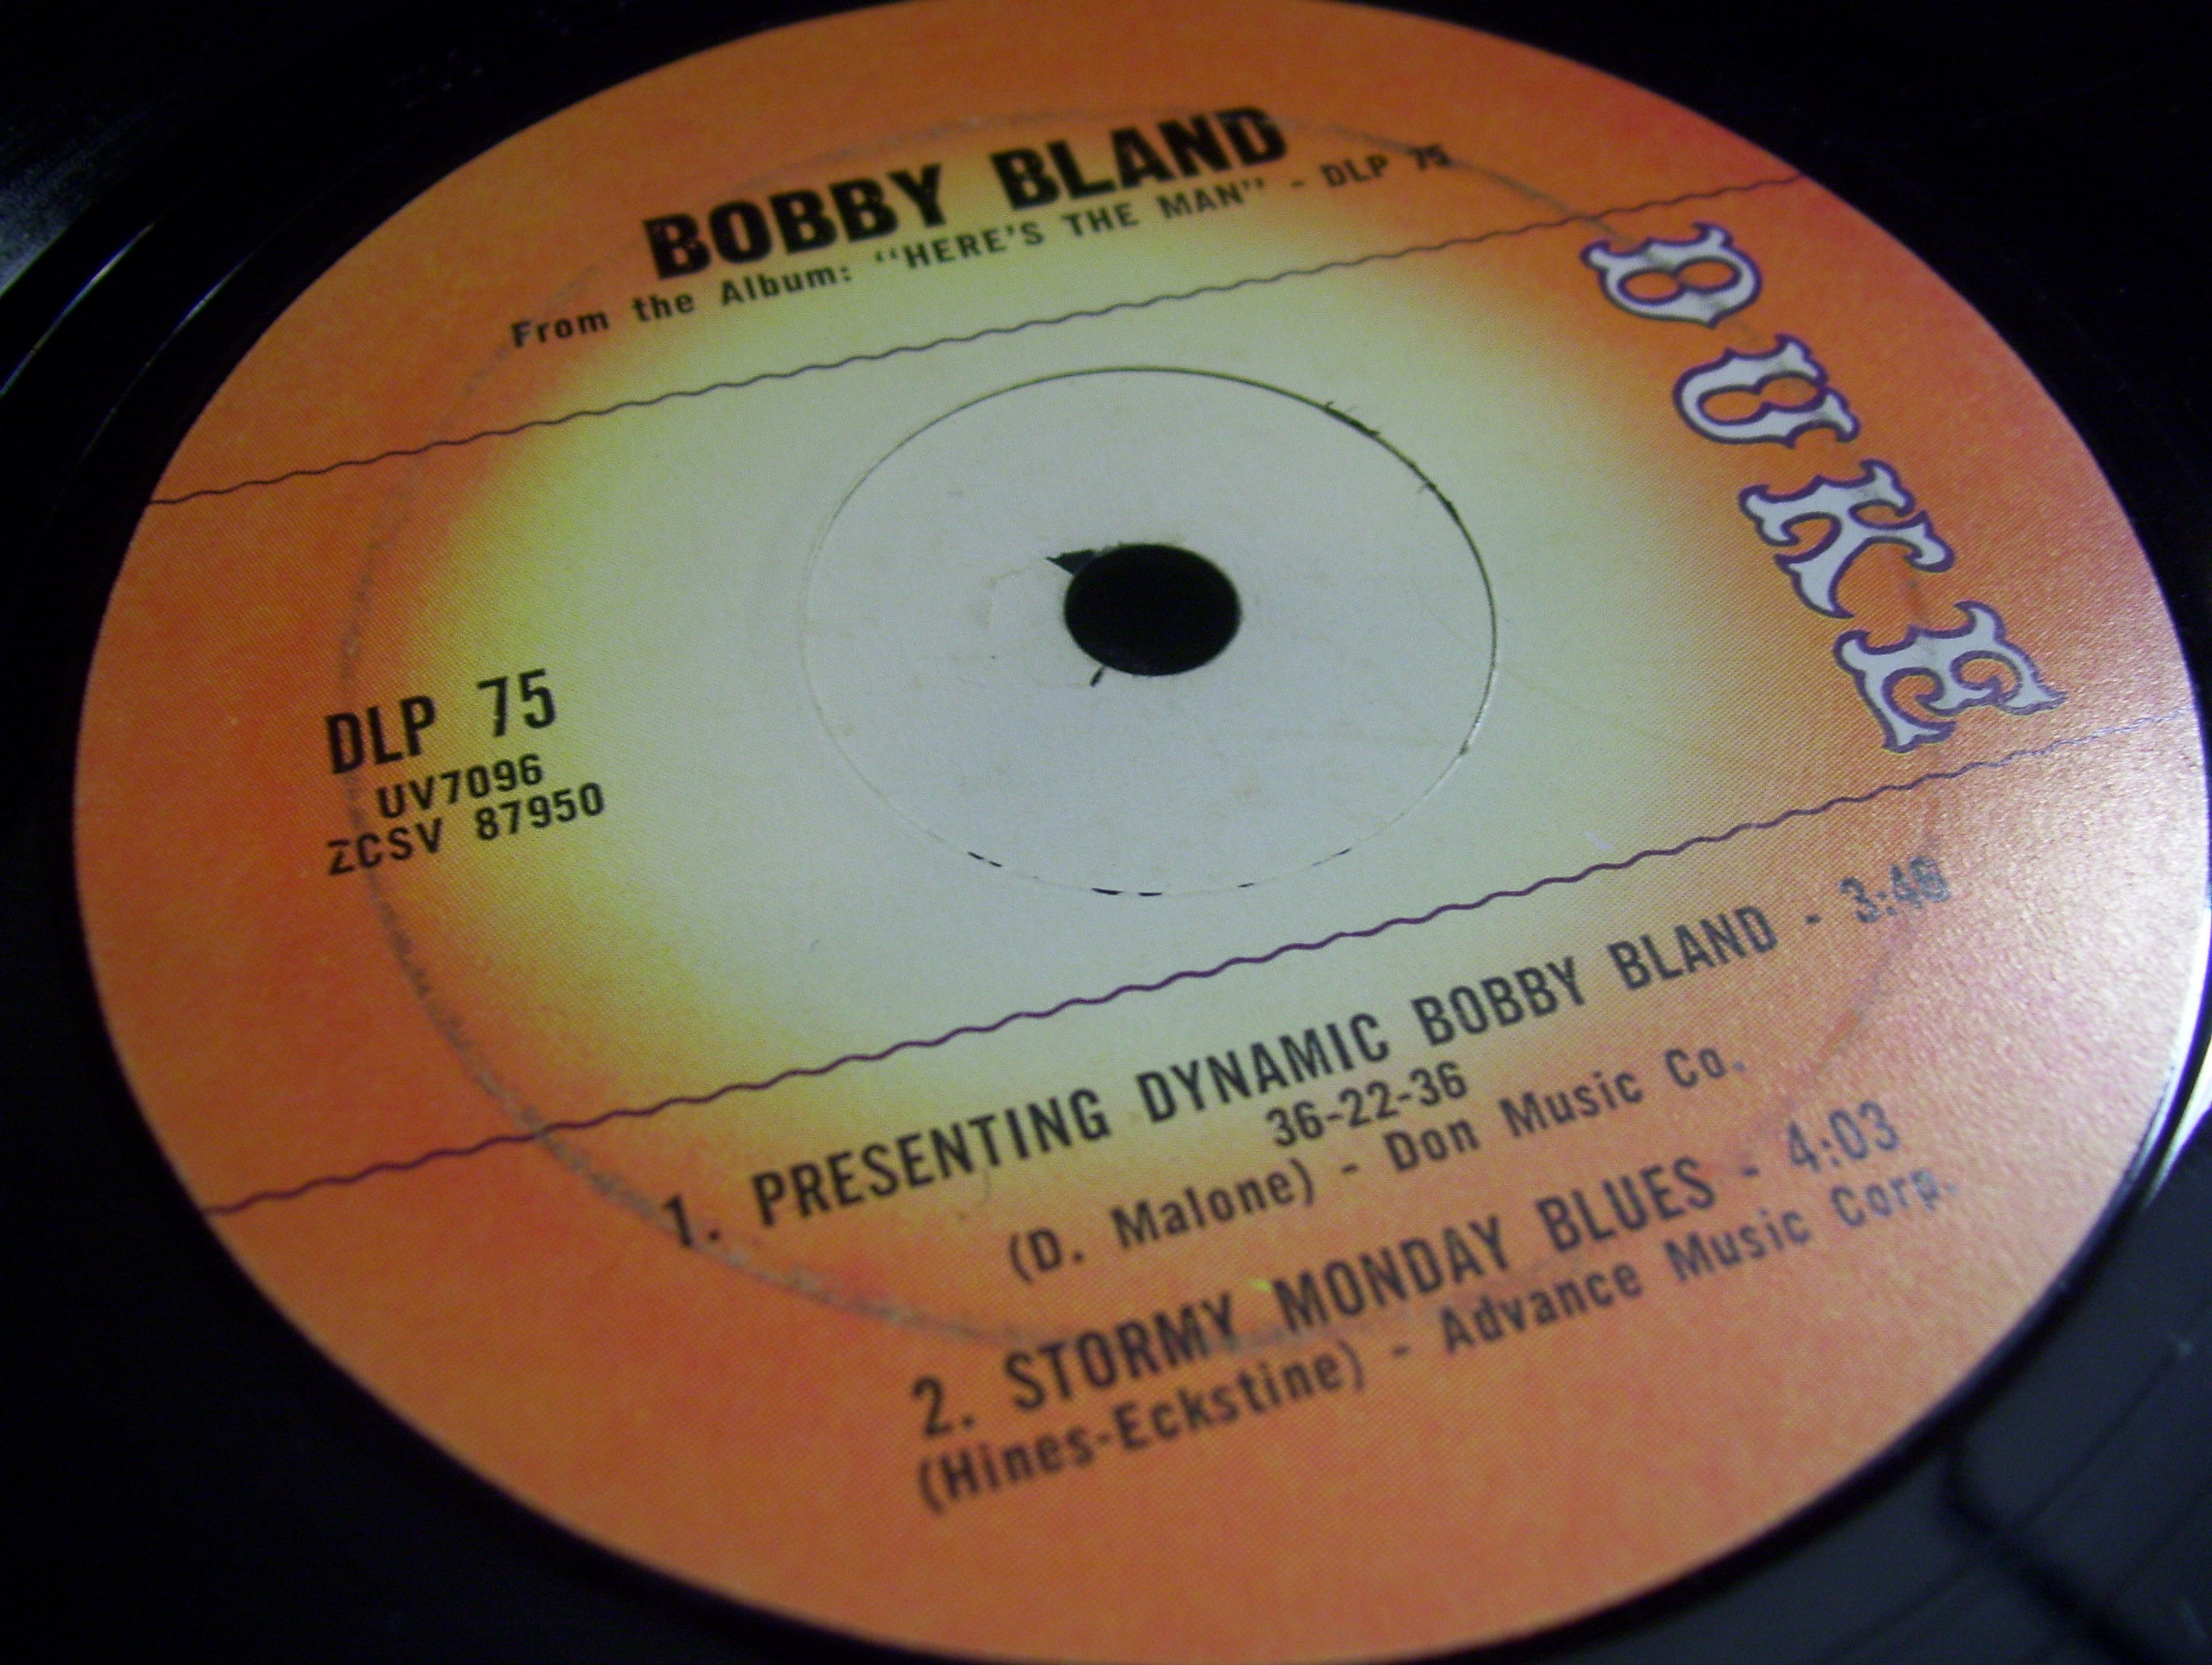 BOBBY BLAND
From the Album: "HERE'S THE MAN" - DLP 75
DUKE
DLP 75
UV7096
ZCSV 87950
1. PRESENTING DYNAMIC BOBBY BLAND -
36-22-36
(D. Malone) - Don Music Co.
2. STORMY MONDAY BLUES - 4:03
(Hines-Eckstine) - Advance Music Corp.